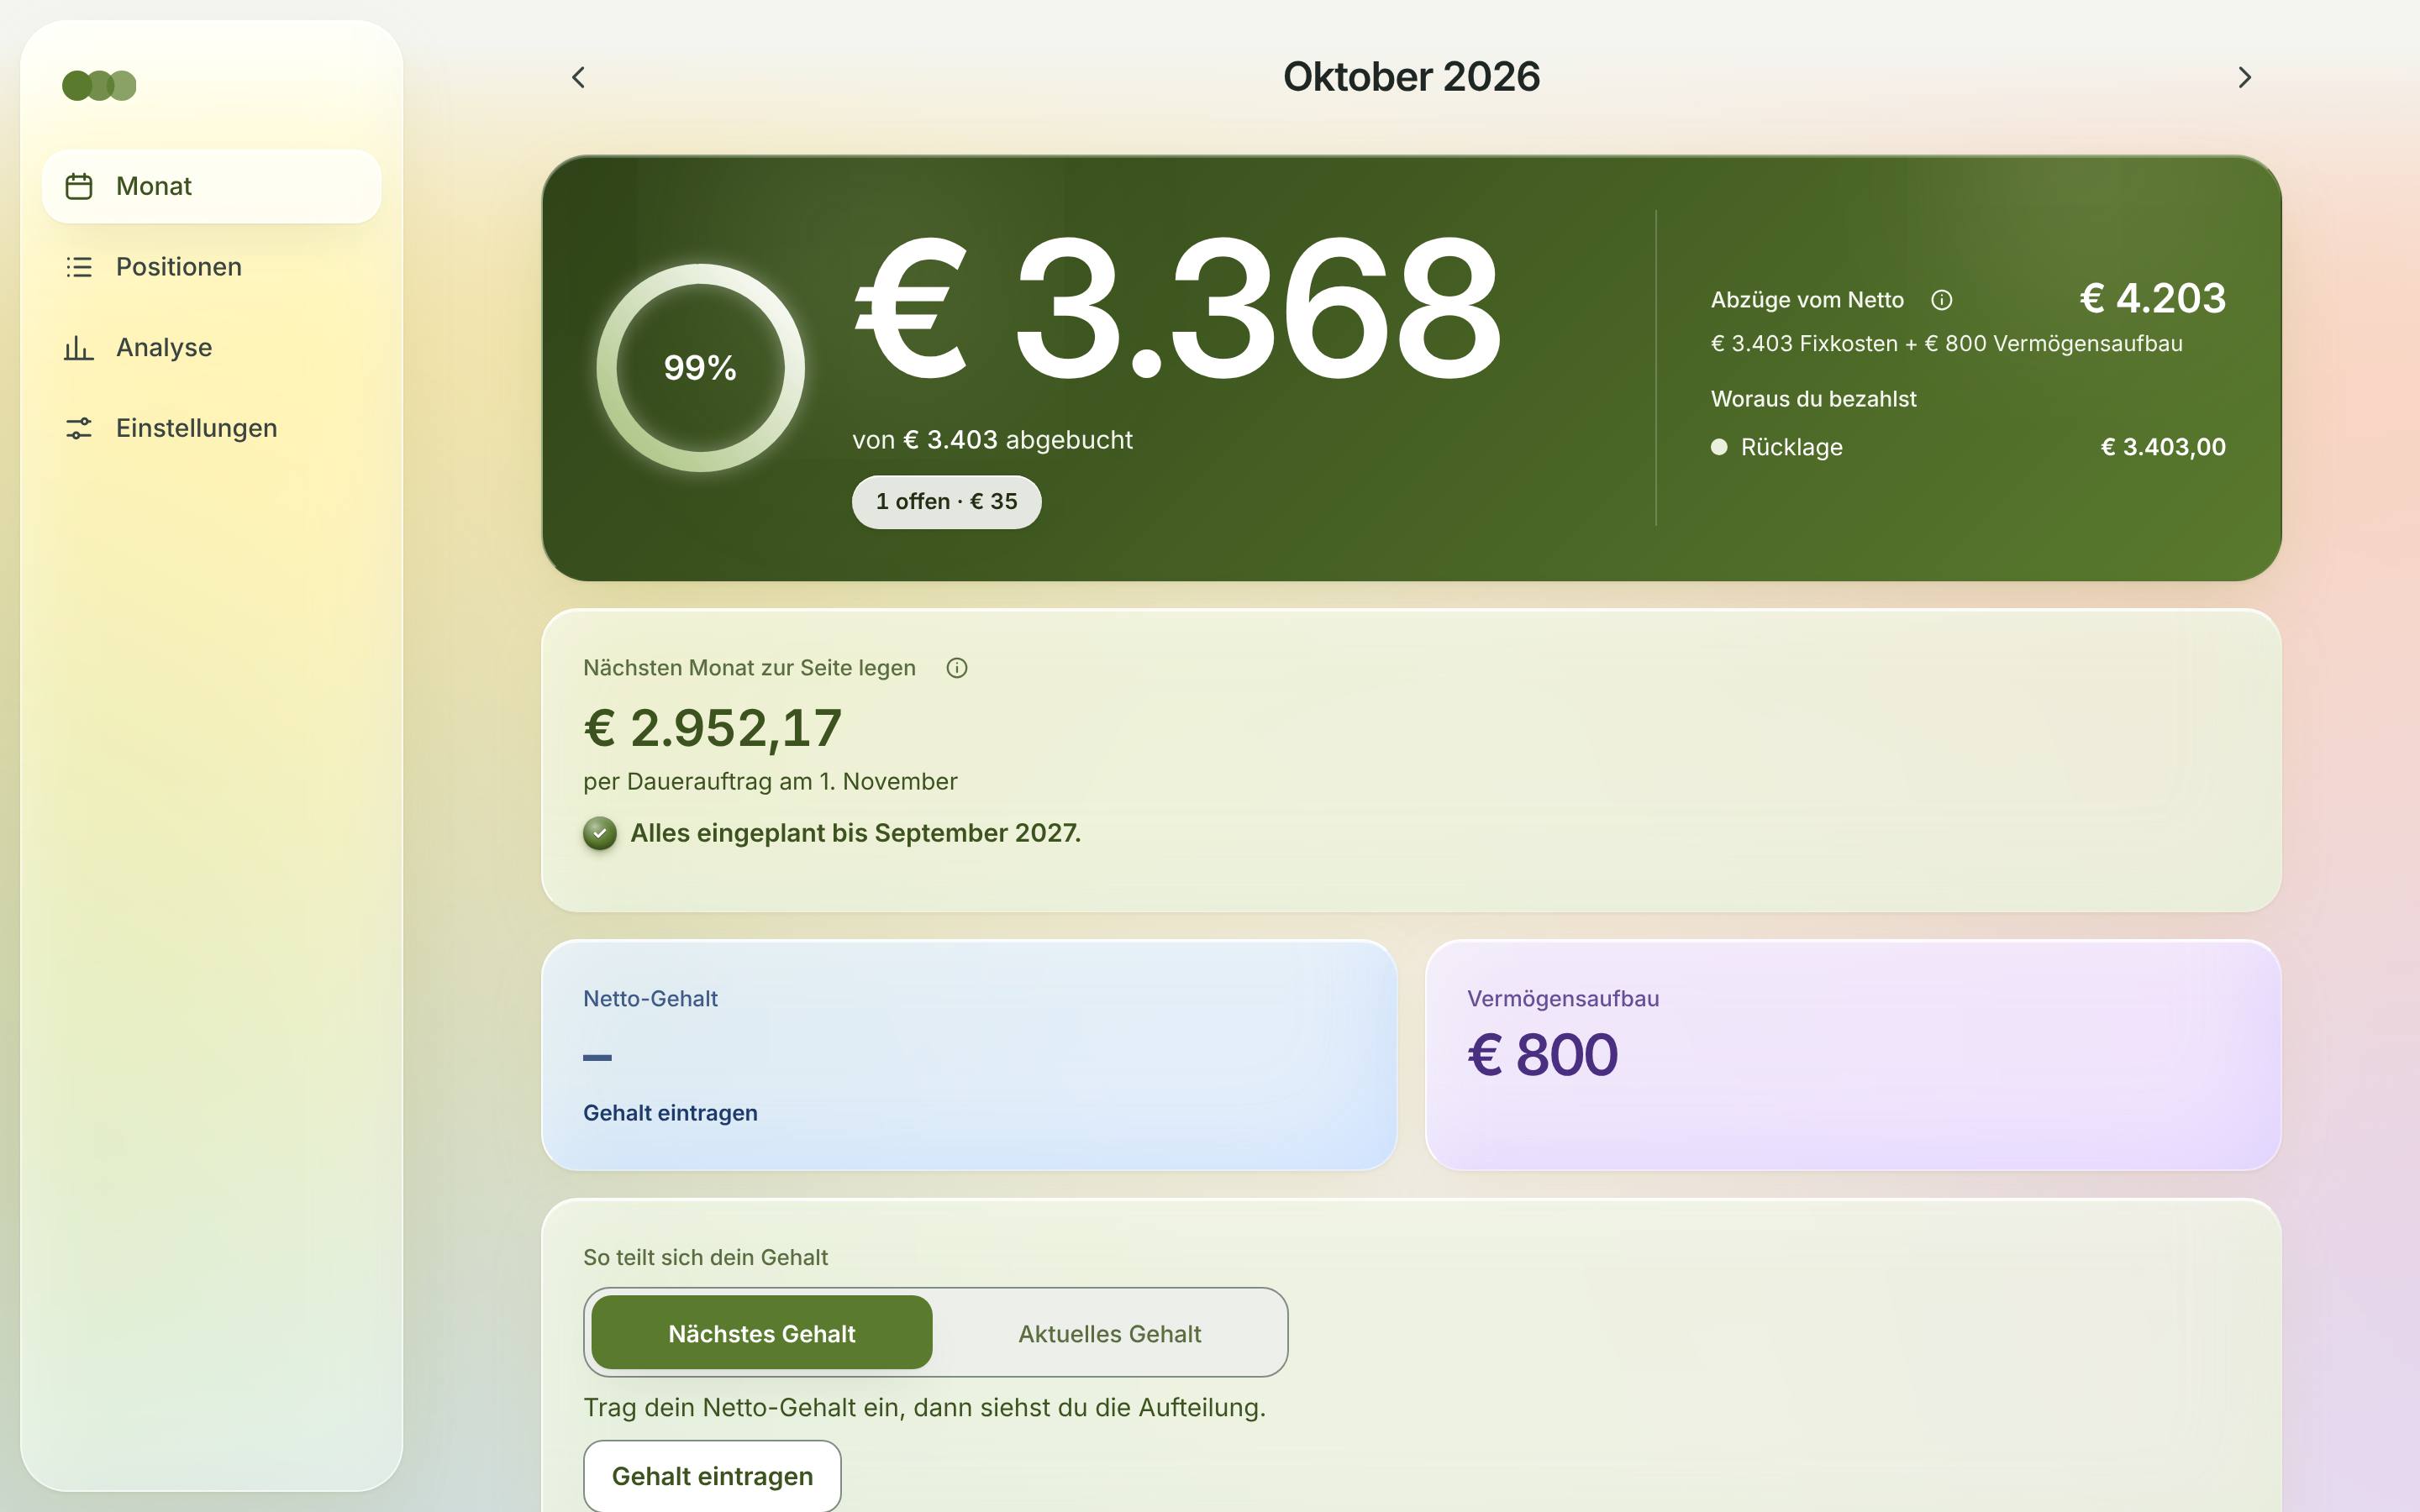 Oktober 2026
Monat
Positionen
Analyse
Einstellungen
99%
€ 3.368
von € 3.403 abgebucht
1 offen · € 35
Abzüge vom Netto € 4.203
€ 3.403 Fixkosten + € 800 Vermögensaufbau
Woraus du bezahlst
Rücklage € 3.403,00
Nächsten Monat zur Seite legen
€ 2.952,17
per Dauerauftrag am 1. November
Alles eingeplant bis September 2027.
Netto-Gehalt
–
Gehalt eintragen
Vermögensaufbau
€ 800
So teilt sich dein Gehalt
Nächstes Gehalt Aktuelles Gehalt
Trag dein Netto-Gehalt ein, dann siehst du die Aufteilung.
Gehalt eintragen